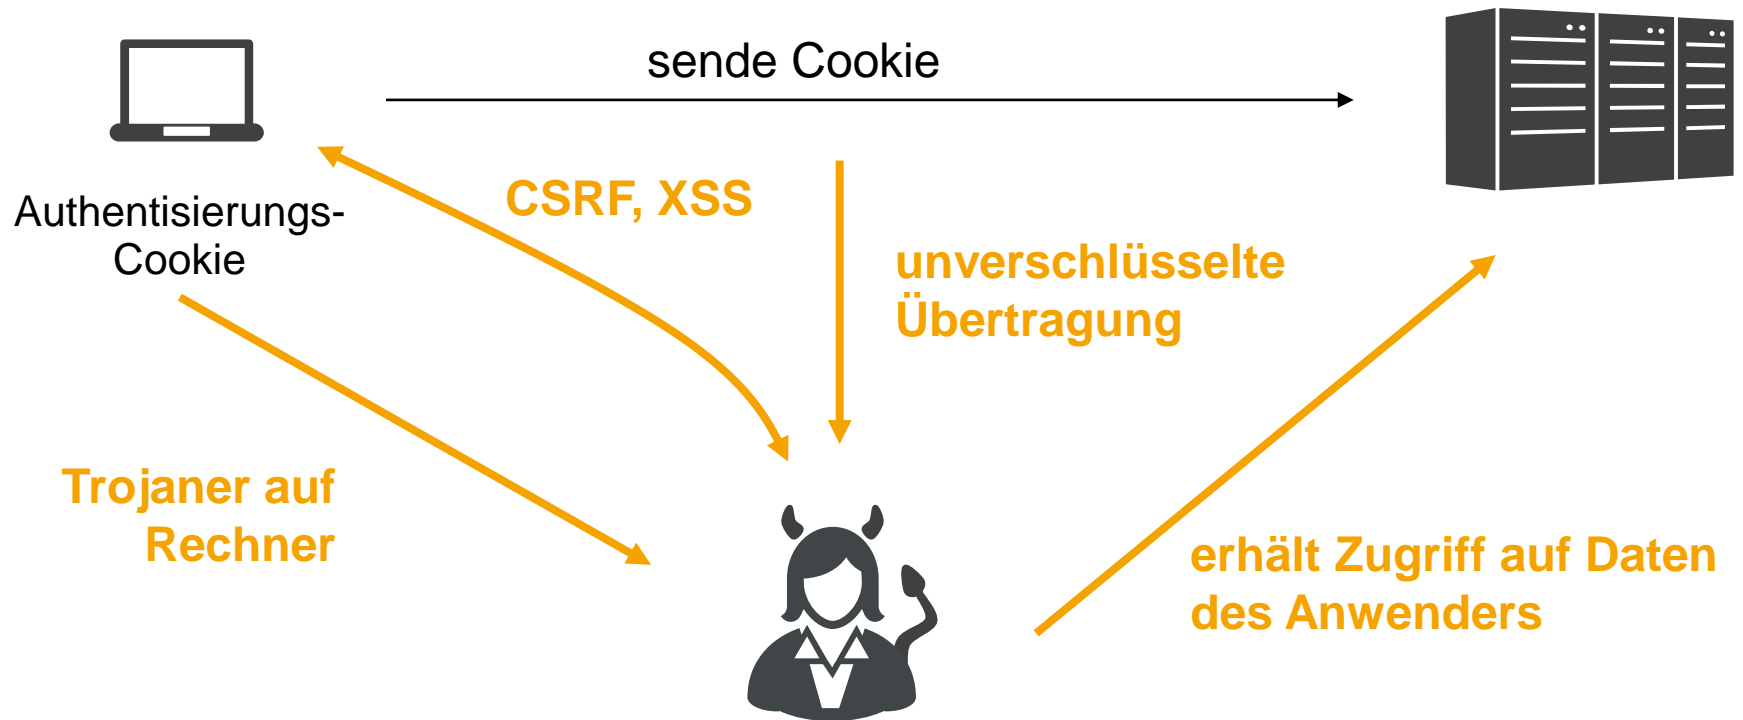 sende Cookie
Authentisierungs-
Cookie
CSRF, XSS
unverschlüsselte
Übertragung
Trojaner auf
Rechner
erhält Zugriff auf Daten
des Anwenders